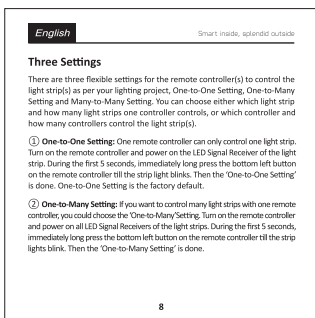 English
Smart inside, splendid outside
Three Settings
There are three flexible settings for the remote controller(s) to control the
light strip(s) as per your lighting project, One-to-One Setting, One-to-Many
Setting and Many-to-Many Setting. You can choose either which light strip
and how many light strips one controller controls, or which controller and
how many controllers control the light strip(s).
① One-to-One Setting: One remote controller can only control one light strip.
Turn on the remote controller and power on the LED Signal Receiver of the light
strip. During the first 5 seconds, immediately long press the bottom left button
on the remote controller till the strip light blinks. Then the 'One-to-One Setting'
is done. One-to-One Setting is the factory default.
② One-to-Many Setting: If you want to control many light strips with one remote
controller, you could choose the 'One-to-Many'Setting. Turn on the remote controller
and power on all LED Signal Receivers of the light strips. During the first 5 seconds,
immediately long press the bottom left button on the remote controller till the strip
lights blink. Then the 'One-to-Many Setting' is done.
8